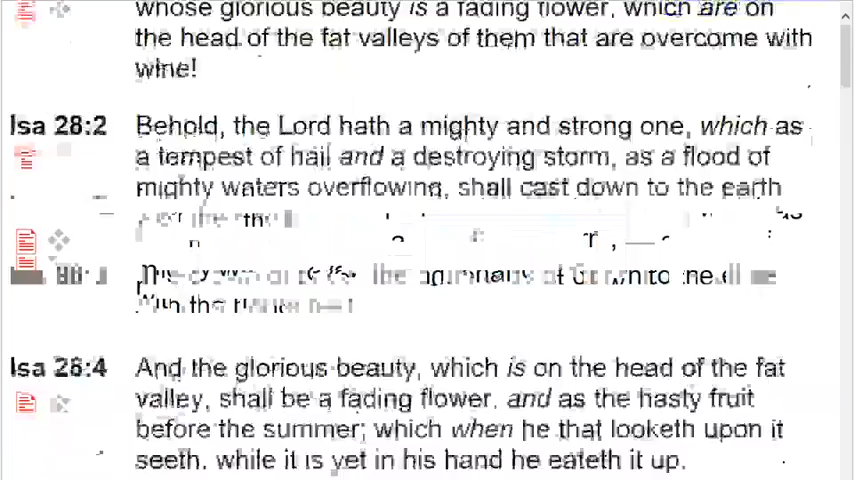 whose glorious beauty is a fading flower, which are on
the head of the fat valleys of them that are overcome with
wine!
Isa 28:2 Behold, the Lord hath a mighty and strong one, which as
a tempest of hail and a destroying storm, as a flood of
mighty waters overflowing, shall cast down to the earth
with the
Isa 28:4 And the glorious beauty, which is on the head of the fat
valley, shall be a fading flower, and as the hasty fruit
before the summer; which when he that looketh upon it
seeth, while it is yet in his hand he eateth it up.